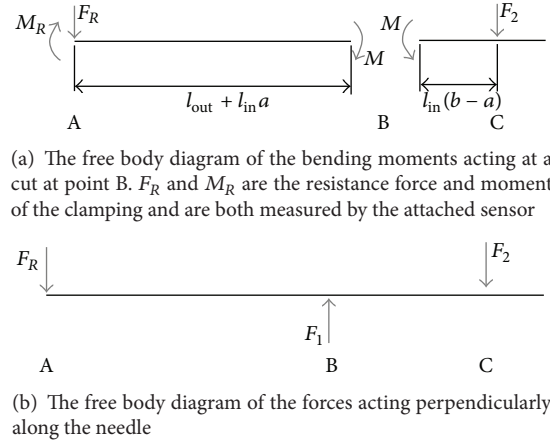 M_R F_R M F_2
M
l_out + l_in a l_in(b − a)
A B C
(a) The free body diagram of the bending moments acting at a
cut at point B. F_R and M_R are the resistance force and moment
of the clamping and are both measured by the attached sensor
F_R F_2
F_1
A B C
(b) The free body diagram of the forces acting perpendicularly
along the needle